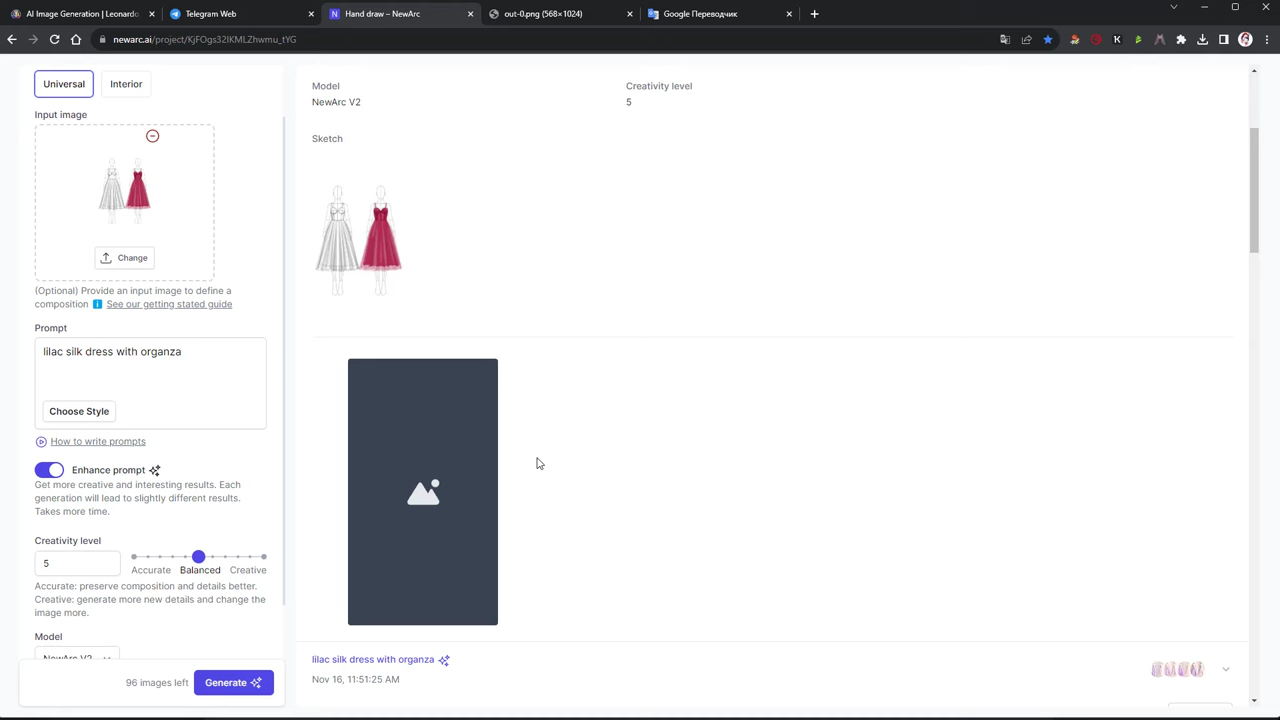 AI Image Generation | Leonardo
Telegram Web
Hand draw – NewArc
out-0.png (568×1024)
Google Переводчик
newarc.ai/project/KjFOgs32IKMLZhwmu_tYG
Universal
Interior
Input image
Change
(Optional) Provide an input image to define a
composition
See our getting stated guide
Prompt
lilac silk dress with organza
Choose Style
How to write prompts
Enhance prompt
Get more creative and interesting results. Each
generation will lead to slightly different results.
Takes more time.
Creativity level
5
Accurate
Balanced
Creative
Accurate: preserve composition and details better.
Creative: generate more new details and change the
image more.
Model
NewArc V2
96 images left
Generate
Model
Creativity level
NewArc V2
5
Sketch
lilac silk dress with organza
Nov 16, 11:51:25 AM